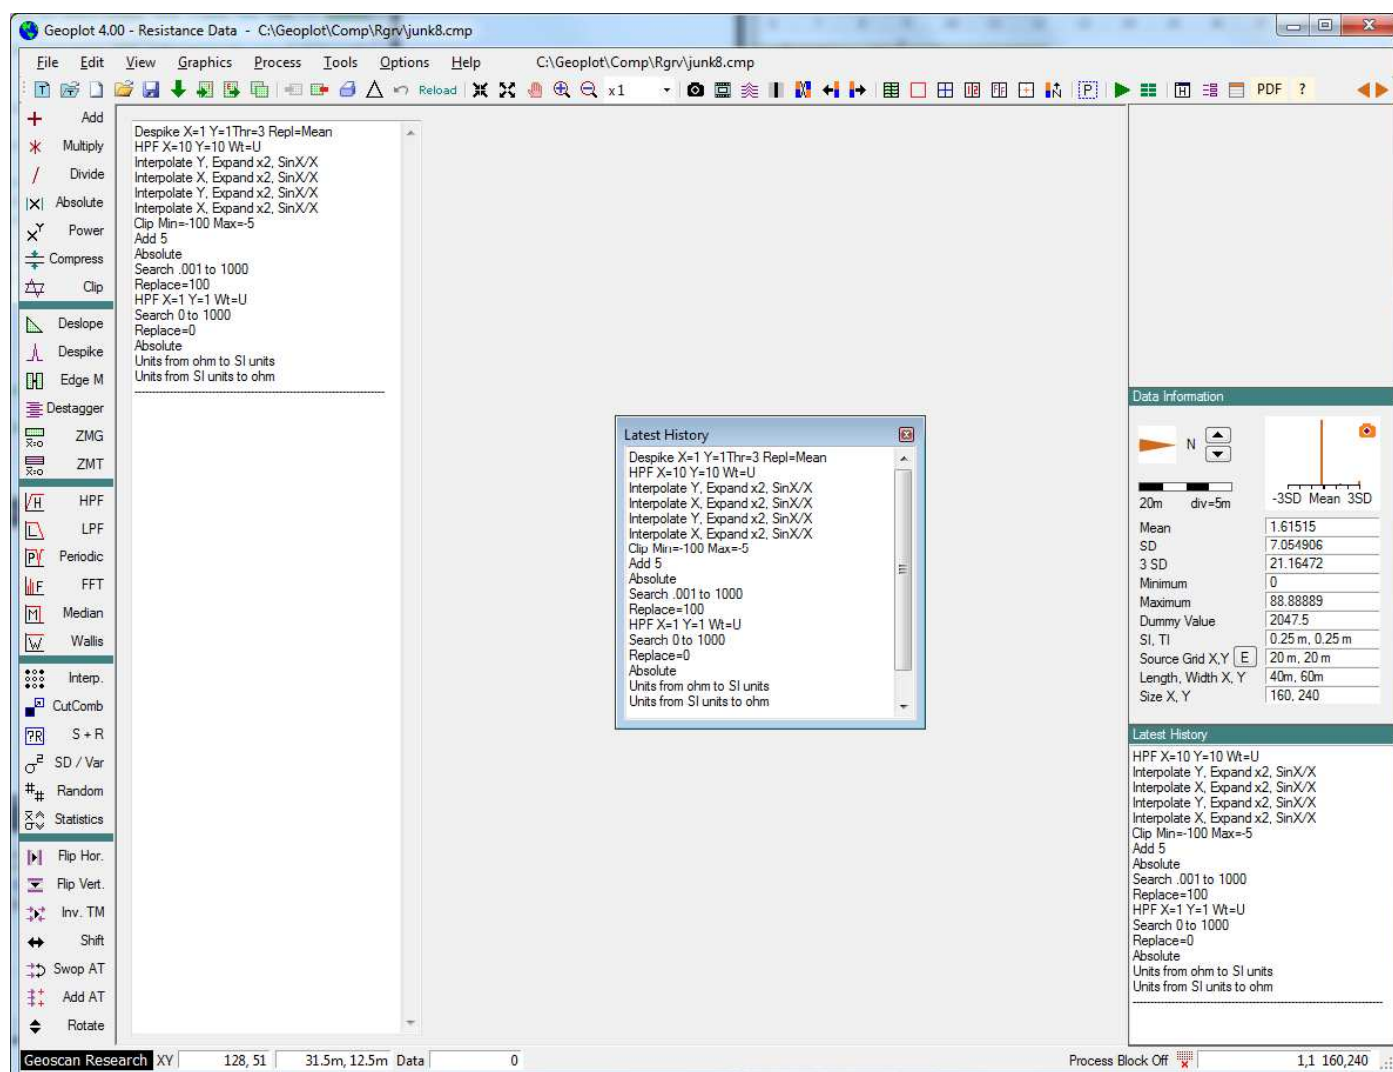 Geoplot 4.00 - Resistance Data - C:\Geoplot\Comp\Rgrv\junk8.cmp
File Edit View Graphics Process Tools Options Help C:\Geoplot\Comp\Rgrv\junk8.cmp
Reload x1 PDF ?
Add
Multiply
Divide
Absolute
Power
Compress
Clip
Deslope
Despike
Edge M
Destagger
ZMG
ZMT
HPF
LPF
Periodic
FFT
Median
Wallis
Interp.
CutComb
S + R
SD / Var
Random
Statistics
Flip Hor.
Flip Vert.
Inv. TM
Shift
Swop AT
Add AT
Rotate
Despike X=1 Y=1Thr=3 Repl=Mean
HPF X=10 Y=10 Wt=U
Interpolate Y, Expand x2, SinX/X
Interpolate X, Expand x2, SinX/X
Interpolate Y, Expand x2, SinX/X
Interpolate X, Expand x2, SinX/X
Clip Min=-100 Max=-5
Add 5
Absolute
Search .001 to 1000
Replace=100
HPF X=1 Y=1 Wt=U
Search 0 to 1000
Replace=0
Absolute
Units from ohm to SI units
Units from SI units to ohm
Latest History
Despike X=1 Y=1Thr=3 Repl=Mean
HPF X=10 Y=10 Wt=U
Interpolate Y, Expand x2, SinX/X
Interpolate X, Expand x2, SinX/X
Interpolate Y, Expand x2, SinX/X
Interpolate X, Expand x2, SinX/X
Clip Min=-100 Max=-5
Add 5
Absolute
Search .001 to 1000
Replace=100
HPF X=1 Y=1 Wt=U
Search 0 to 1000
Replace=0
Absolute
Units from ohm to SI units
Units from SI units to ohm
Data Information
N
20m div=5m
-3SD Mean 3SD
Mean 1.61515
SD 7.054906
3 SD 21.16472
Minimum 0
Maximum 88.88889
Dummy Value 2047.5
SI, TI 0.25 m, 0.25 m
Source Grid X,Y E 20 m, 20 m
Length, Width X, Y 40m, 60m
Size X, Y 160, 240
Latest History
HPF X=10 Y=10 Wt=U
Interpolate Y, Expand x2, SinX/X
Interpolate X, Expand x2, SinX/X
Interpolate Y, Expand x2, SinX/X
Interpolate X, Expand x2, SinX/X
Clip Min=-100 Max=-5
Add 5
Absolute
Search .001 to 1000
Replace=100
HPF X=1 Y=1 Wt=U
Search 0 to 1000
Replace=0
Absolute
Units from ohm to SI units
Units from SI units to ohm
Geoscan Research XY 128, 51 31.5m, 12.5m Data 0 Process Block Off 1,1 160,240